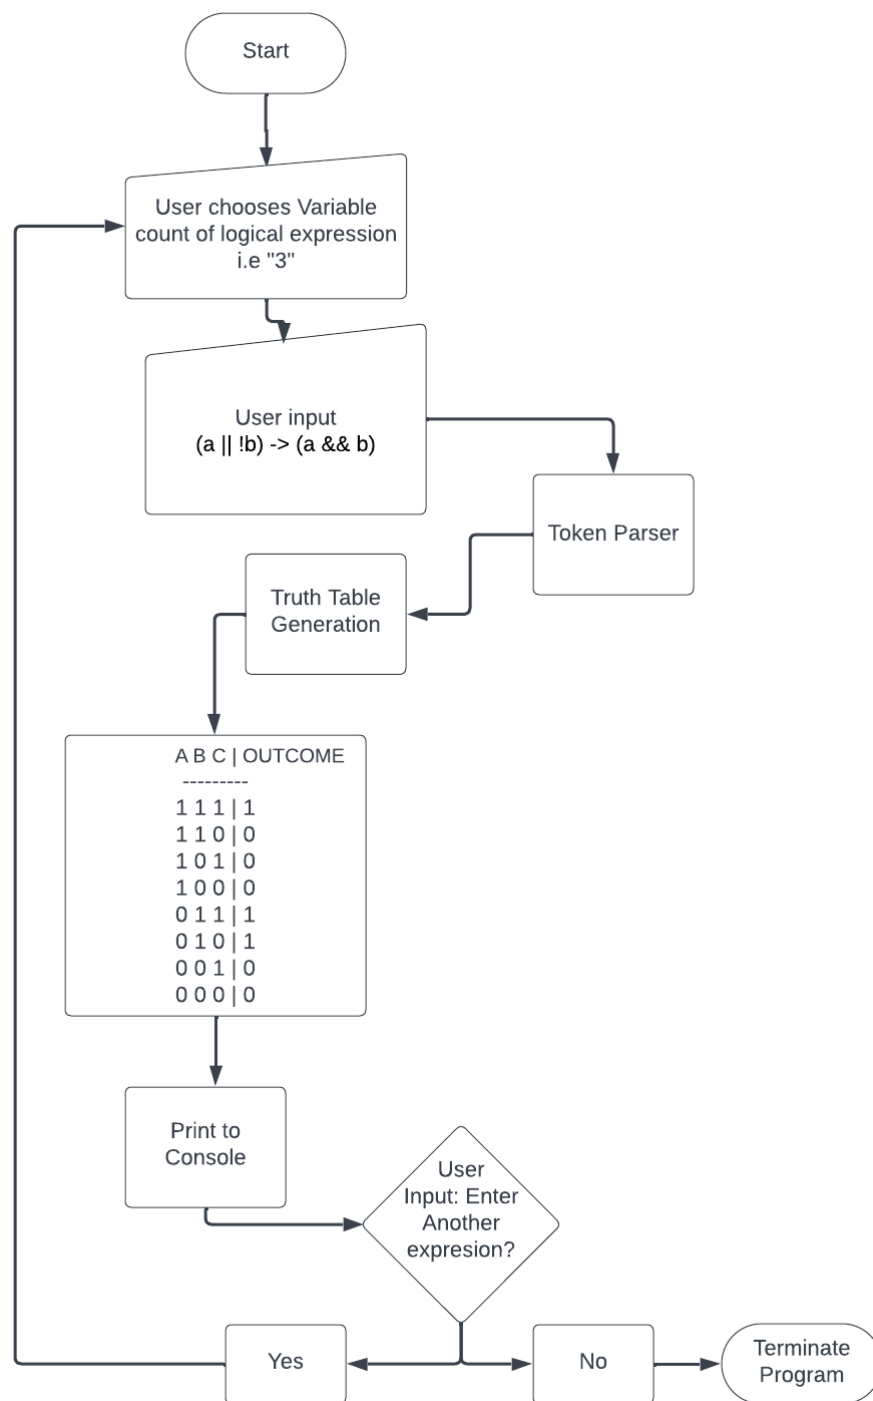 Start
User chooses Variable
count of logical expression
i.e "3"
User input
(a || !b) -> (a && b)
Token Parser
Truth Table
Generation
A B C | OUTCOME
---------
1 1 1 | 1
1 1 0 | 0
1 0 1 | 0
1 0 0 | 0
0 1 1 | 1
0 1 0 | 1
0 0 1 | 0
0 0 0 | 0
Print to
Console
User
Input: Enter
Another
expresion?
Yes
No
Terminate
Program